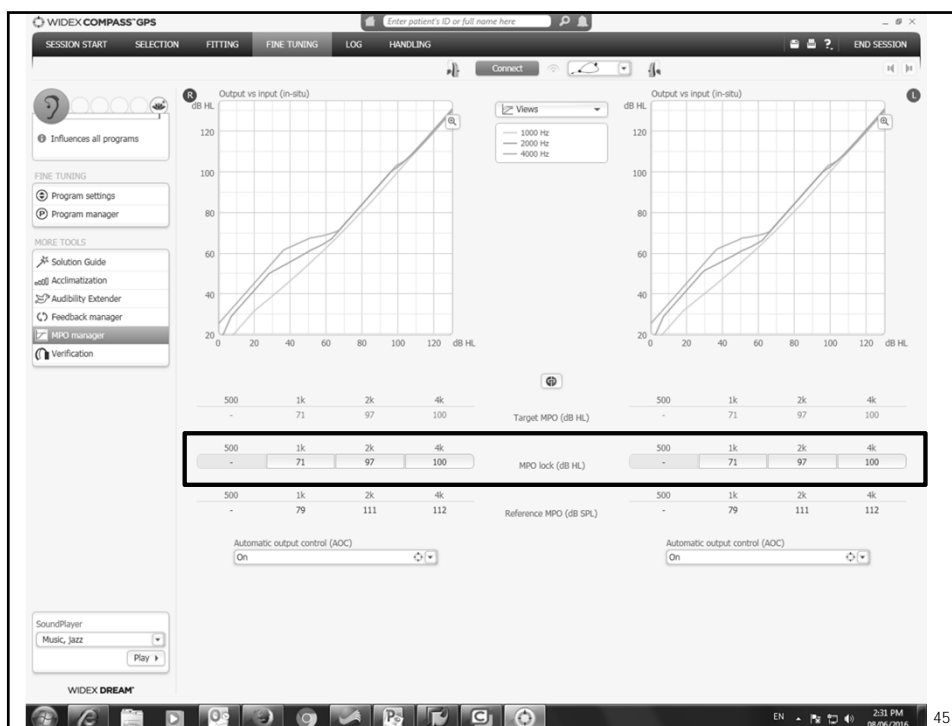 WIDEX COMPASS™GPS
Enter patient's ID or full name here
SESSION START SELECTION FITTING FINE TUNING LOG HANDLING ? END SESSION
Connect
R Output vs input (in-situ) Output vs input (in-situ) L
dB HL dB HL
Views
1000 Hz
2000 Hz
4000 Hz
120 120
100 100
80 80
60 60
40 40
20 20
0 20 40 60 80 100 120 dB HL 0 20 40 60 80 100 120 dB HL
Influences all programs
FINE TUNING
Program settings
P Program manager
MORE TOOLS
Solution Guide
Acclimatization
Audibility Extender
Feedback manager
MPO manager
Verification
500 1k 2k 4k 500 1k 2k 4k
- 71 97 100 Target MPO (dB HL) - 71 97 100
500 1k 2k 4k 500 1k 2k 4k
- 71 97 100 MPO lock (dB HL) - 71 97 100
500 1k 2k 4k 500 1k 2k 4k
- 79 111 112 Reference MPO (dB SPL) - 79 111 112
Automatic output control (AOC) Automatic output control (AOC)
On On
SoundPlayer
Music, jazz
Play
WIDEX DREAM™
EN 2:31 PM
08/06/2016
45